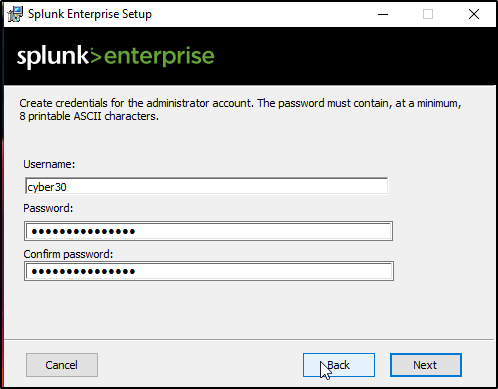 Splunk Enterprise Setup
splunk>enterprise
Create credentials for the administrator account. The password must contain, at a minimum,
8 printable ASCII characters.
Username:
cyber30
Password:
●●●●●●●●●●●●●●●
Confirm password:
●●●●●●●●●●●●●●●
Cancel
Back
Next